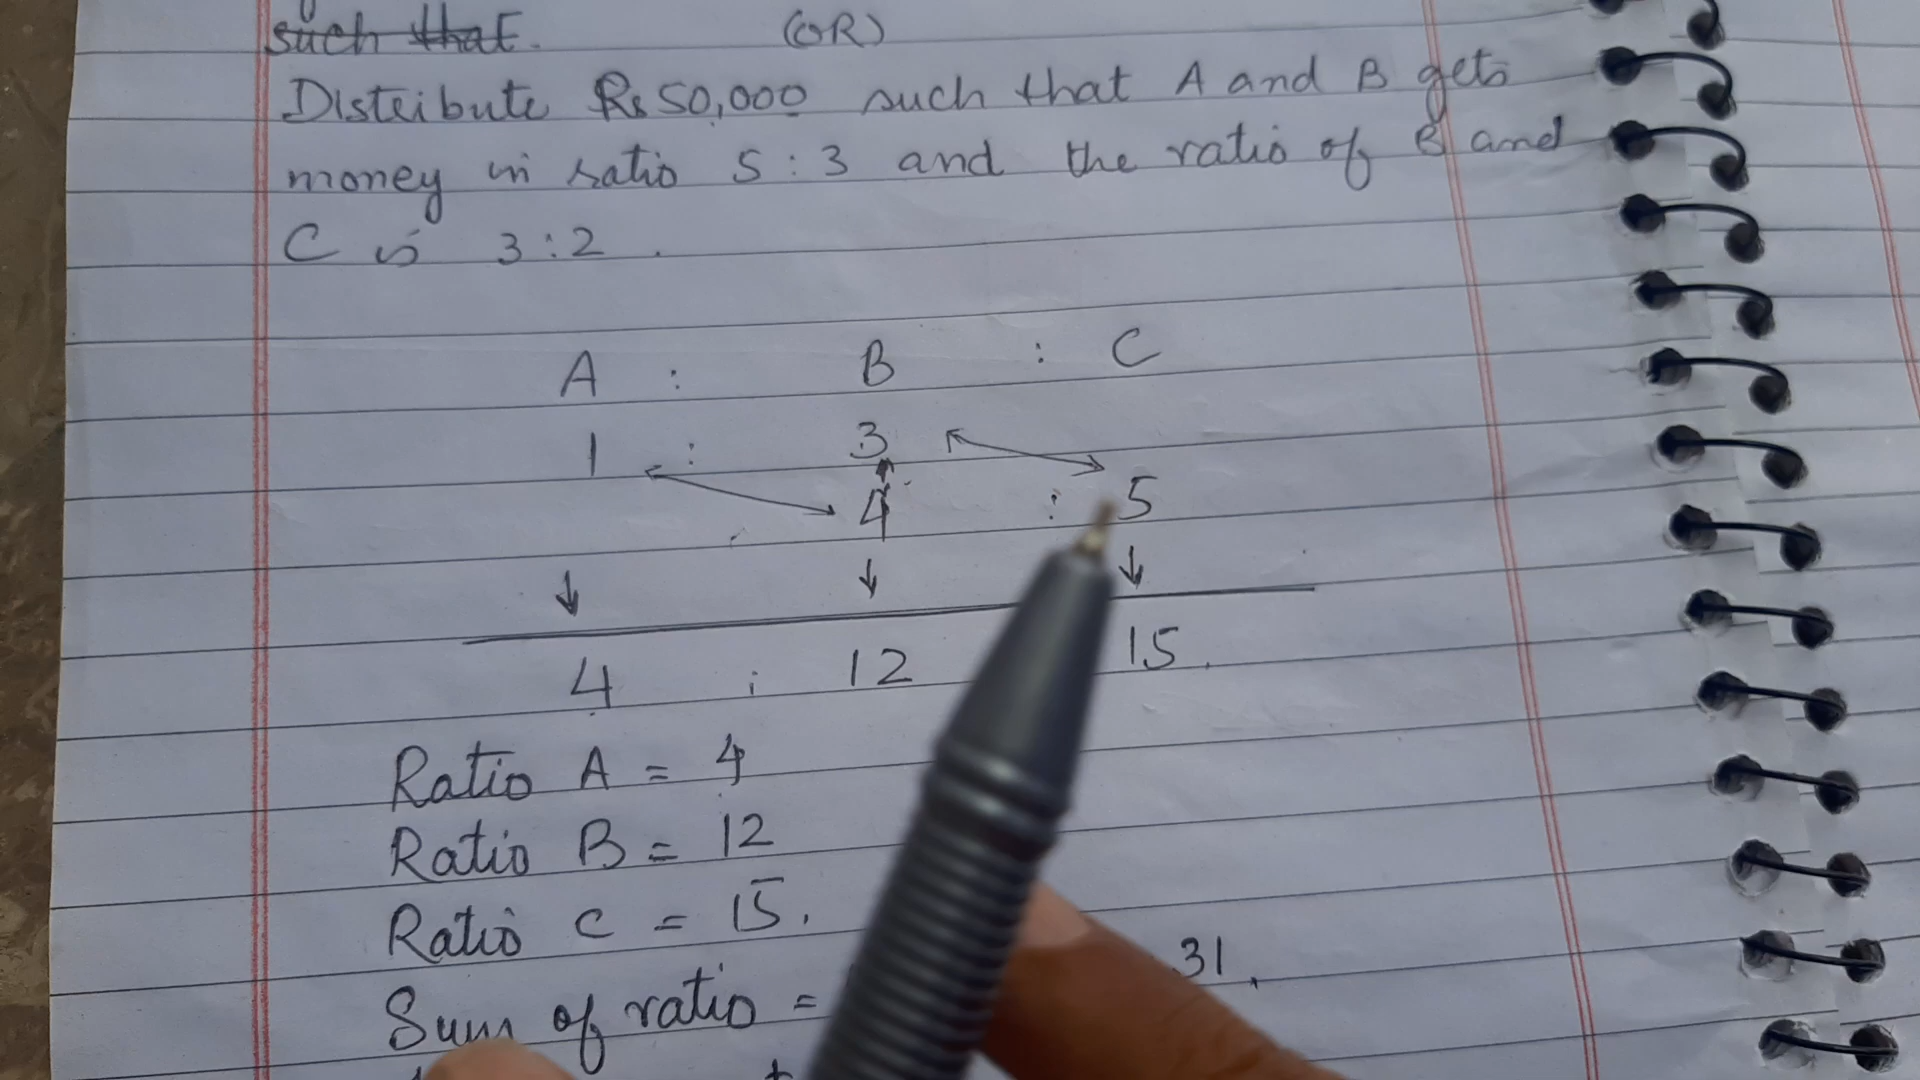 such that. (OR)
Distribute Rs 50,000 such that A and B gets
money in ratio 5 : 3 and the ratio of B and
C is 3 : 2 .
A : B : C
1 : 3
4 : 5
4 : 12 15.
Ratio A = 4
Ratio B = 12
Ratio C = 15.
Sum of ratio = 31.